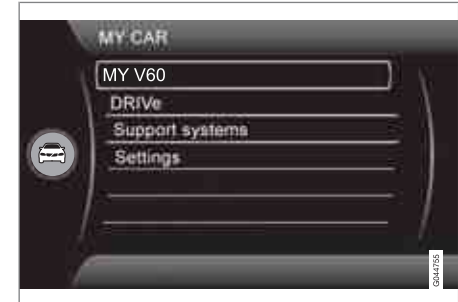 MY CAR
MY V60
DRIVe
Support systems
Settings
G044755